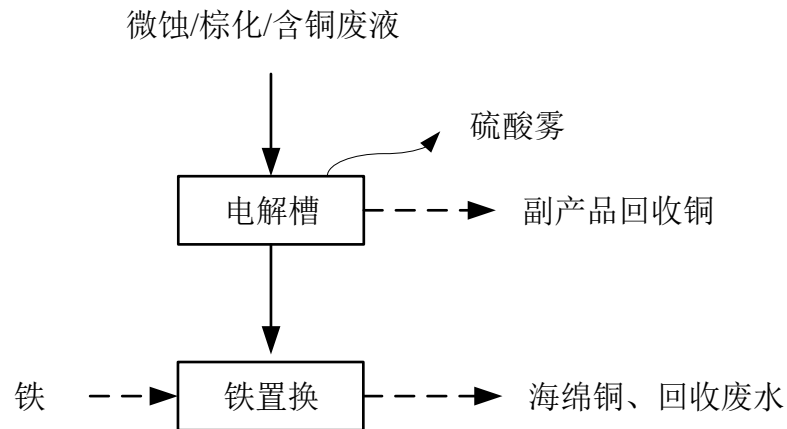 微蚀/棕化/含铜废液
硫酸雾
电解槽
副产品回收铜
铁
铁置换
海绵铜、回收废水